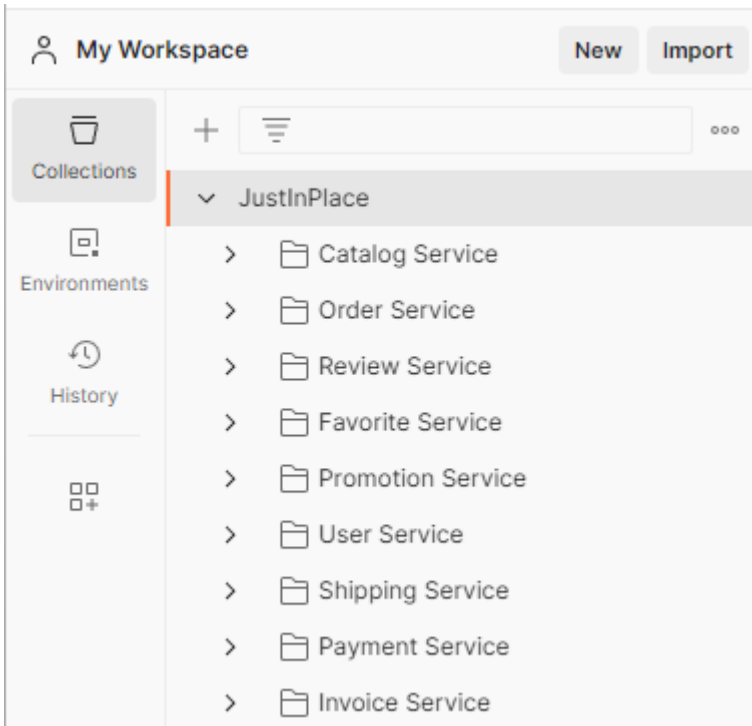 My Workspace New Import
Collections
JustInPlace
Catalog Service
Environments
Order Service
Review Service
History
Favorite Service
Promotion Service
User Service
Shipping Service
Payment Service
Invoice Service